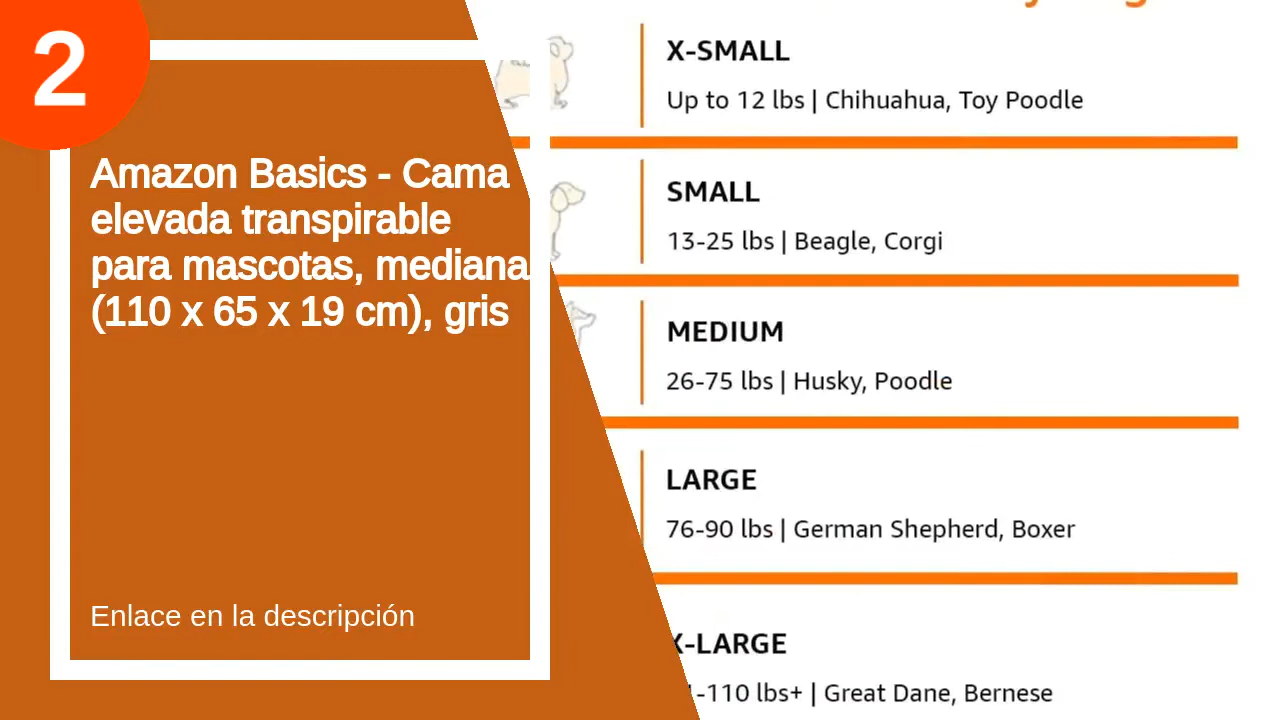 2
Amazon Basics - Cama
elevada transpirable
para mascotas, mediana
(110 x 65 x 19 cm), gris
Enlace en la descripción
X-SMALL
Up to 12 lbs | Chihuahua, Toy Poodle
SMALL
13-25 lbs | Beagle, Corgi
MEDIUM
26-75 lbs | Husky, Poodle
LARGE
76-90 lbs | German Shepherd, Boxer
X-LARGE
-110 lbs+ | Great Dane, Bernese